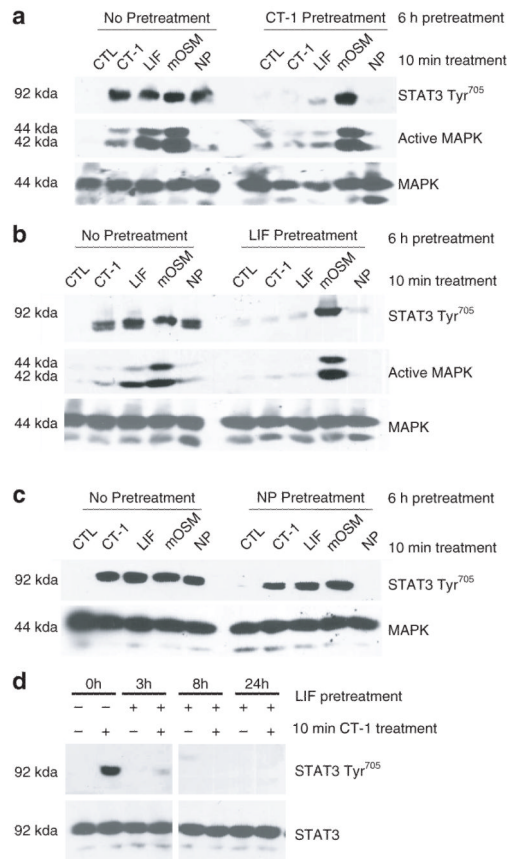 a
No Pretreatment CT-1 Pretreatment 6 h pretreatment
CTL CT-1 LIF mOSM NP CTL CT-1 LIF mOSM NP 10 min treatment
92 kda STAT3 Tyr705
44 kda
42 kda Active MAPK
44 kda MAPK
b
No Pretreatment LIF Pretreatment 6 h pretreatment
CTL CT-1 LIF mOSM NP CTL CT-1 LIF mOSM NP 10 min treatment
92 kda STAT3 Tyr705
44 kda
42 kda Active MAPK
44 kda MAPK
c
No Pretreatment NP Pretreatment 6 h pretreatment
CTL CT-1 LIF mOSM NP CTL CT-1 LIF mOSM NP 10 min treatment
92 kda STAT3 Tyr705
44 kda MAPK
d
0h 3h 8h 24h
– – + + + + + + LIF pretreatment
– + – + – + – + 10 min CT-1 treatment
92 kda STAT3 Tyr705
92 kda STAT3